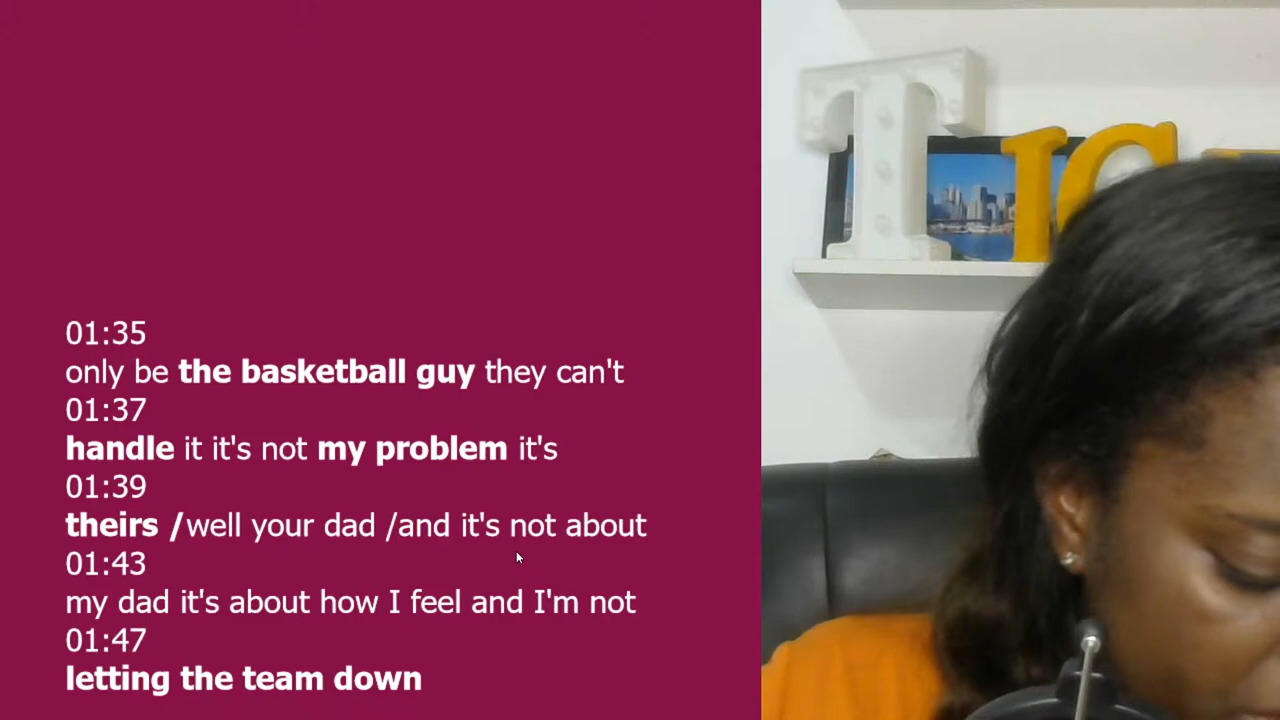 01:35
only be the basketball guy they can't
01:37
handle it it's not my problem it's
01:39
theirs /well your dad /and it's not about
01:43
my dad it's about how I feel and I'm not
01:47
letting the team down
T
IC